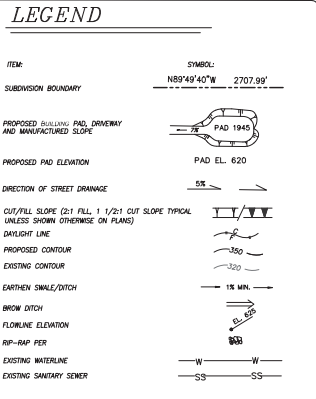 LEGEND
ITEM: SYMBOL:
N89°49'40"W 2707.99'
SUBDIVISION BOUNDARY
PROPOSED BUILDING PAD, DRIVEWAY
AND MANUFACTURED SLOPE
7% PAD 1945
PROPOSED PAD ELEVATION PAD EL. 620
DIRECTION OF STREET DRAINAGE 5%
CUT/FILL SLOPE (2:1 FILL, 1 1/2:1 CUT SLOPE TYPICAL
UNLESS SHOWN OTHERWISE ON PLANS)
DAYLIGHT LINE C F
PROPOSED CONTOUR 350
EXISTING CONTOUR 320
EARTHEN SWALE/DITCH 1% MIN.
BROW DITCH
FLOWLINE ELEVATION EL. 625
RIP-RAP PER
EXISTING WATERLINE W W
EXISTING SANITARY SEWER SS SS